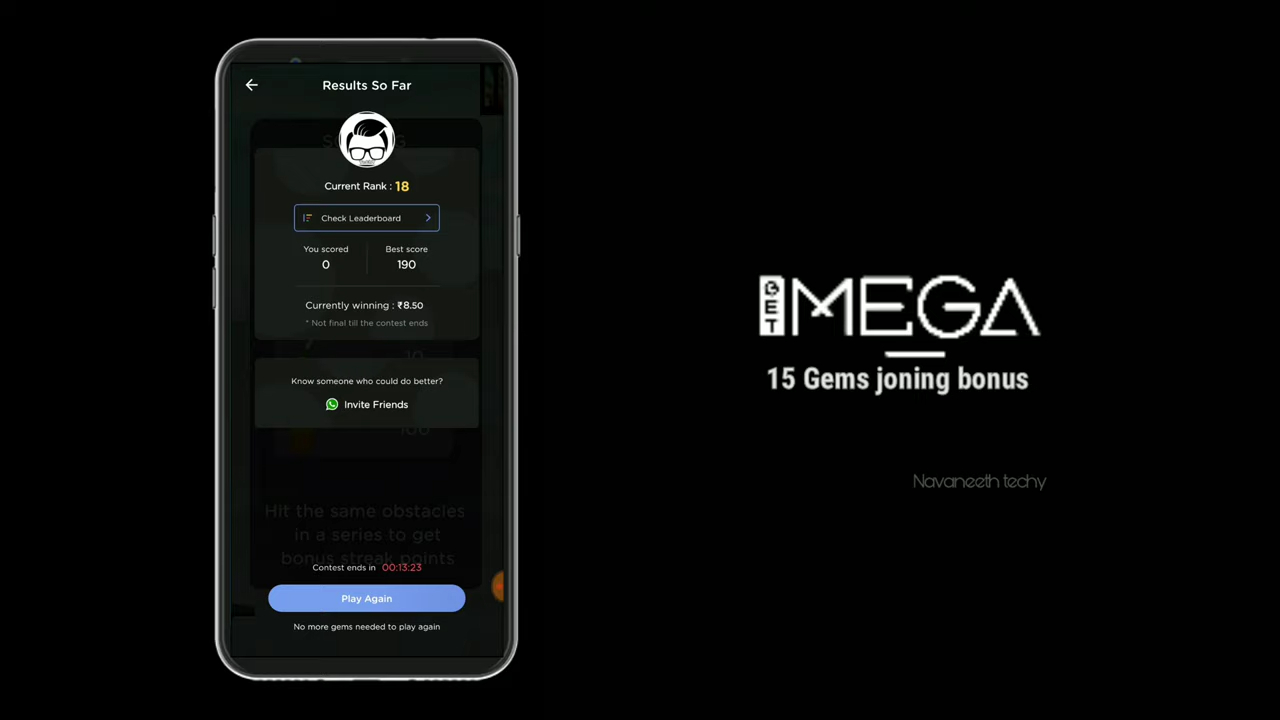 Results So Far
Current Rank : 18
Check Leaderboard
You scored
0
Best score
190
Currently winning : ₹8.50
* Not final till the contest ends
10
Know someone who could do better?
Invite Friends
100
Hit the same obstacles
in a series to get
bonus streak points
Contest ends in 00:13:23
Play Again
No more gems needed to play again
BET
MEGA
15 Gems joning bonus
Navaneeth techy